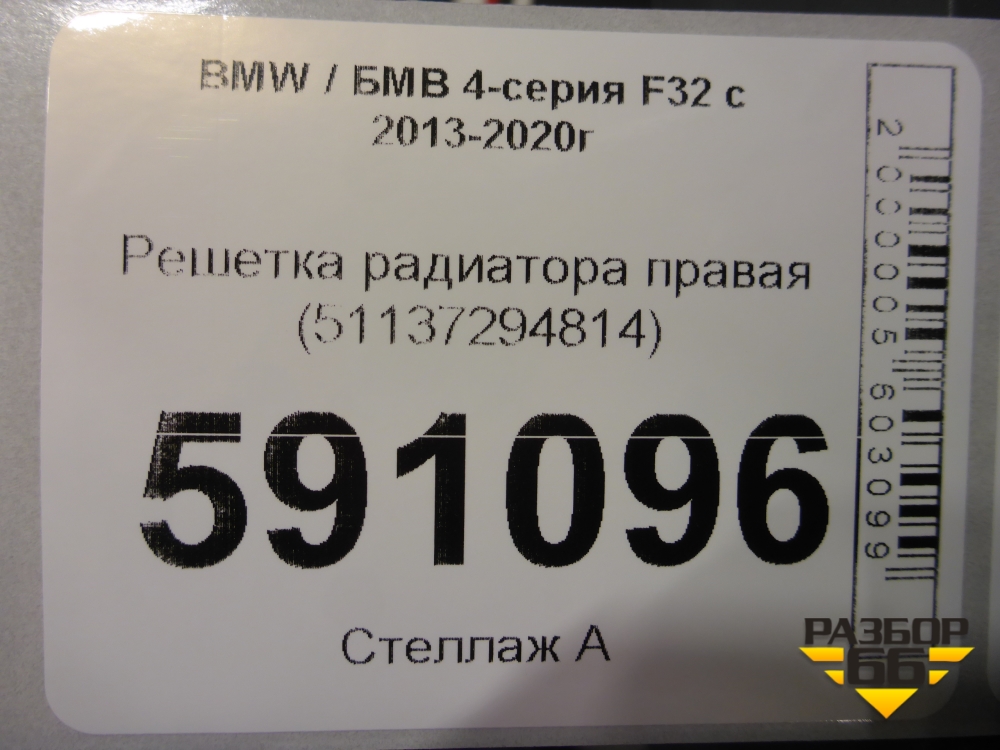 BMW / БМВ 4-серия F32 с
2013-2020г
Решетка радиатора правая
(51137294814)
591096
Стеллаж А
2000005603099
РАЗБОР
66